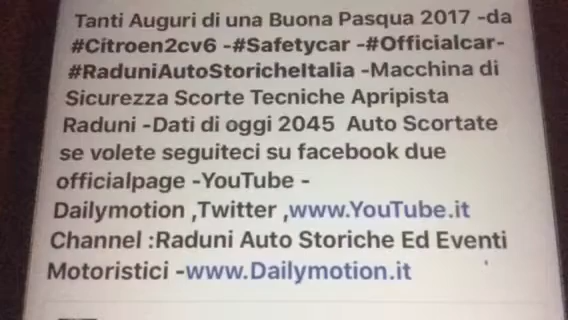 Tanti Auguri di una Buona Pasqua 2017 -da
#Citroen2cv6 -#Safetycar -#Officialcar-
#RaduniAutoStoricheItalia -Macchina di
Sicurezza Scorte Tecniche Apripista
Raduni -Dati di oggi 2045 Auto Scortate
se volete seguiteci su facebook due
officialpage -YouTube -
Dailymotion ,Twitter ,www.YouTube.it
Channel :Raduni Auto Storiche Ed Eventi
Motoristici -www.Dailymotion.it